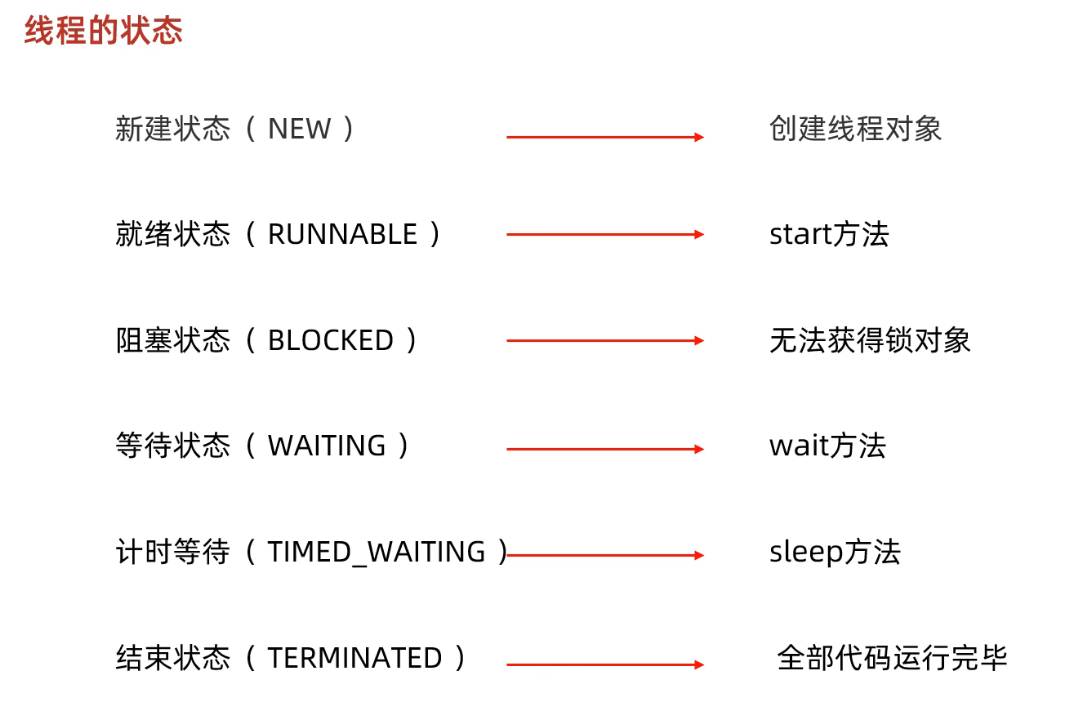 线程的状态
新建状态（ NEW ） 创建线程对象
就绪状态（ RUNNABLE ） start方法
阻塞状态（ BLOCKED ） 无法获得锁对象
等待状态（ WAITING ） wait方法
计时等待（ TIMED_WAITING ） sleep方法
结束状态（ TERMINATED ） 全部代码运行完毕